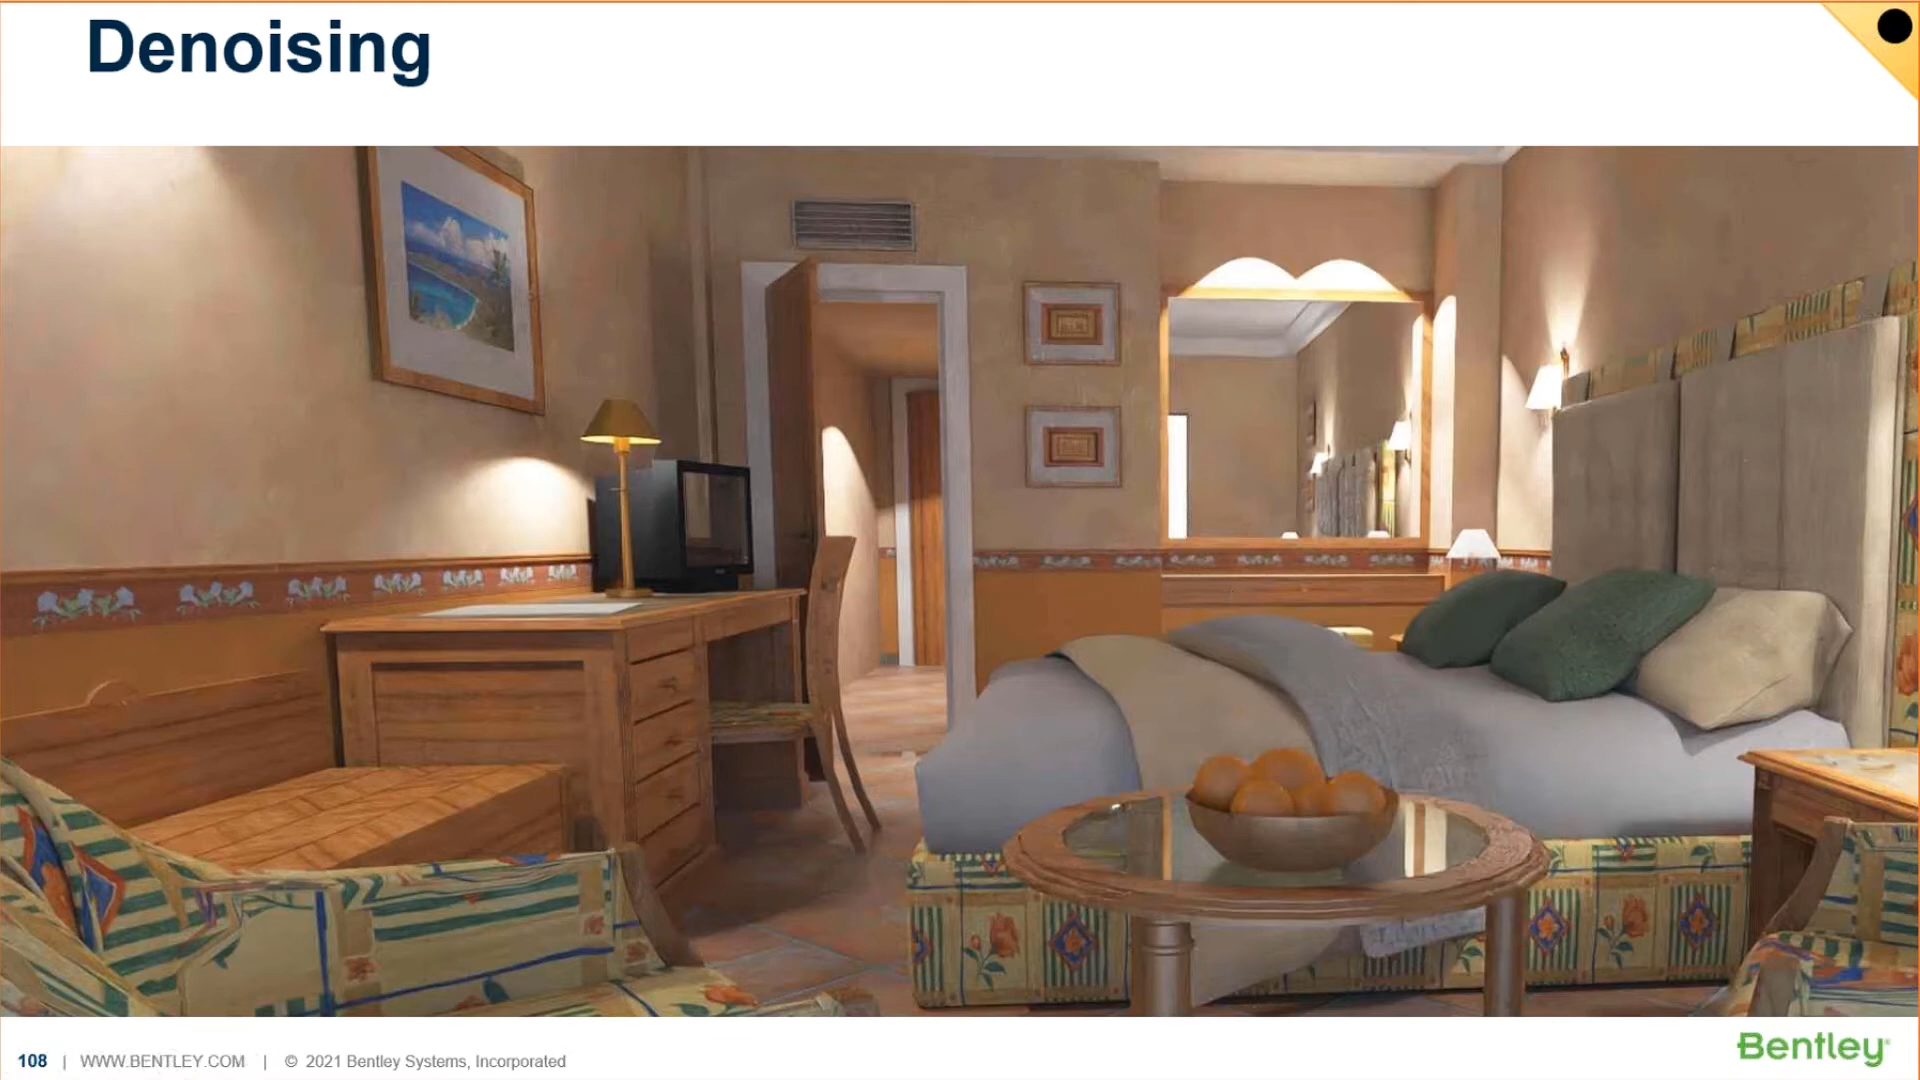 Denoising
108 | WWW.BENTLEY.COM | © 2021 Bentley Systems, Incorporated
Bentley®